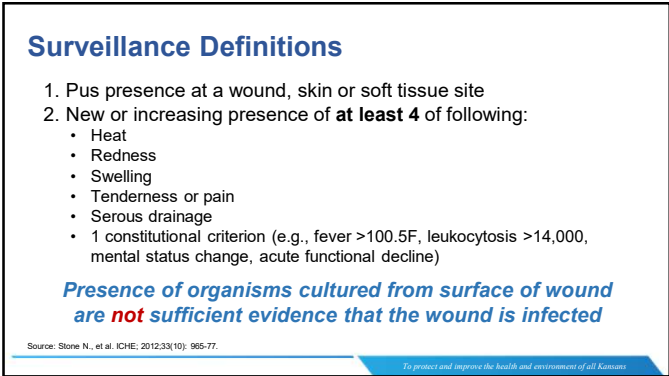 Surveillance Definitions
1. Pus presence at a wound, skin or soft tissue site
2. New or increasing presence of at least 4 of following:
• Heat
• Redness
• Swelling
• Tenderness or pain
• Serous drainage
• 1 constitutional criterion (e.g., fever >100.5F, leukocytosis >14,000,
mental status change, acute functional decline)
Presence of organisms cultured from surface of wound
are not sufficient evidence that the wound is infected
Source: Stone N., et al. ICHE; 2012;33(10): 965-77.
To protect and improve the health and environment of all Kansans